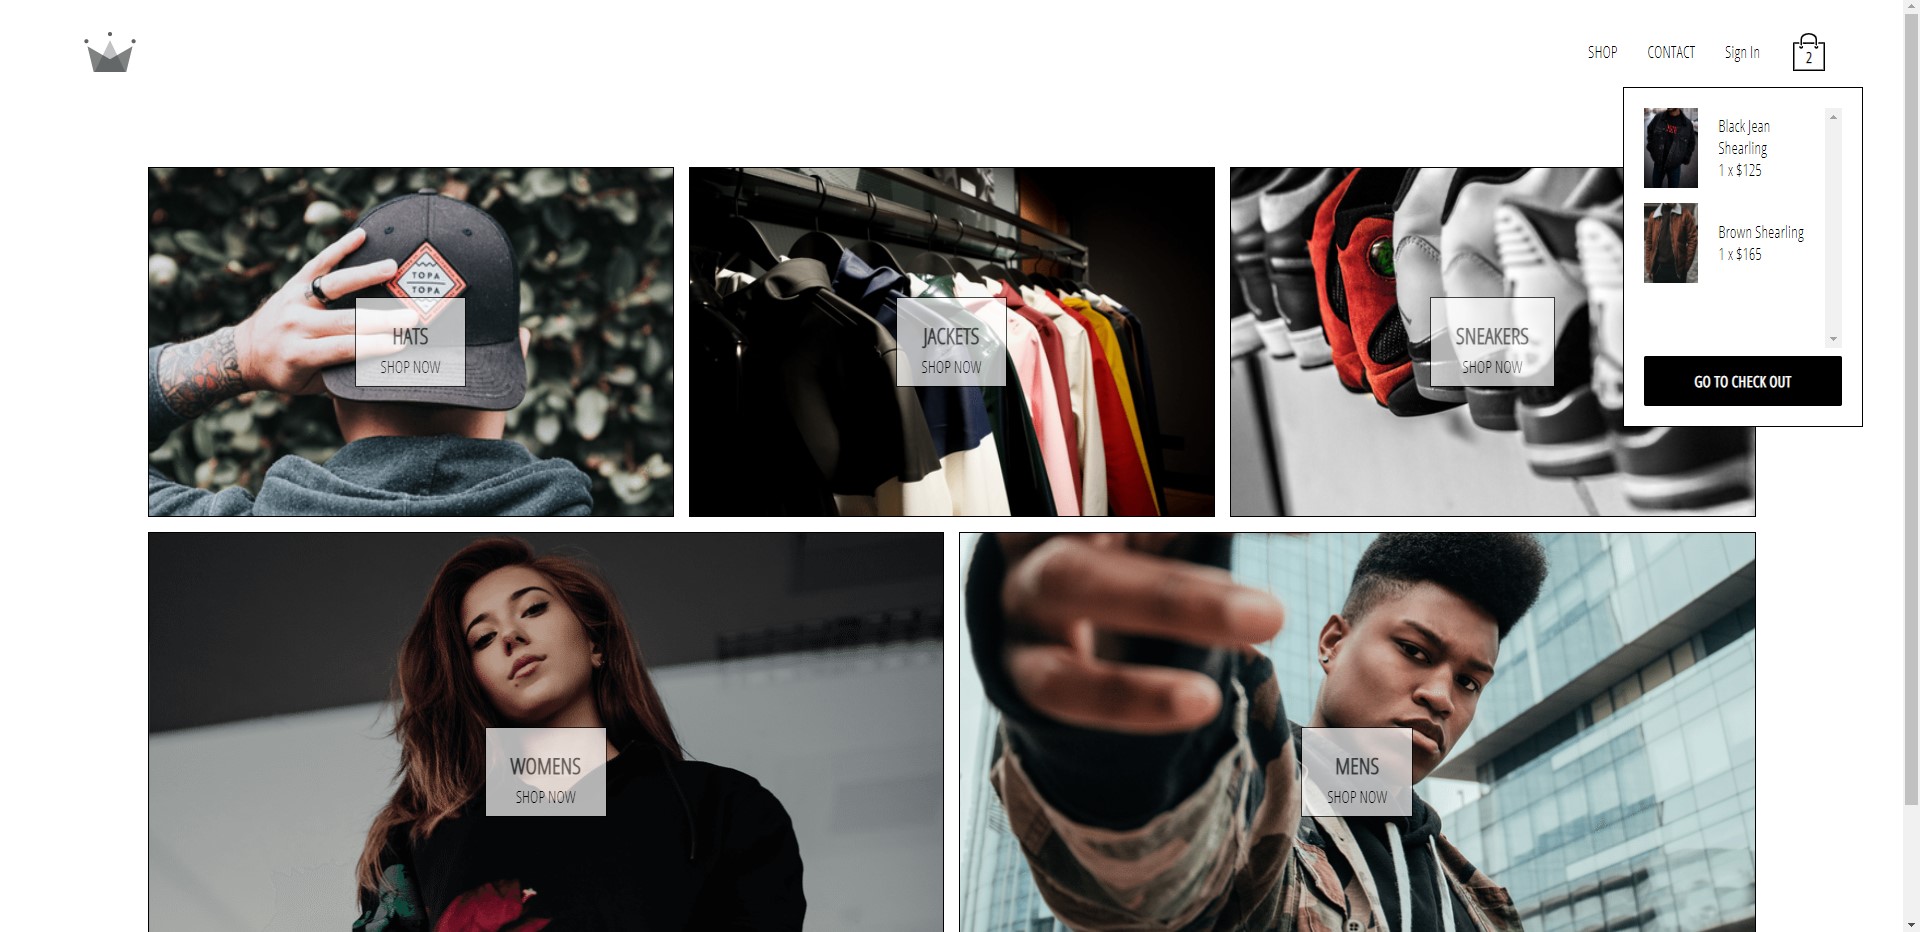 SHOP
CONTACT
Sign In
2
Black Jean
Shearling
1 x $125
Brown Shearling
1 x $165
GO TO CHECK OUT
TOPA
TOPA
HATS
SHOP NOW
JACKETS
SHOP NOW
SNEAKERS
SHOP NOW
WOMENS
SHOP NOW
MENS
SHOP NOW